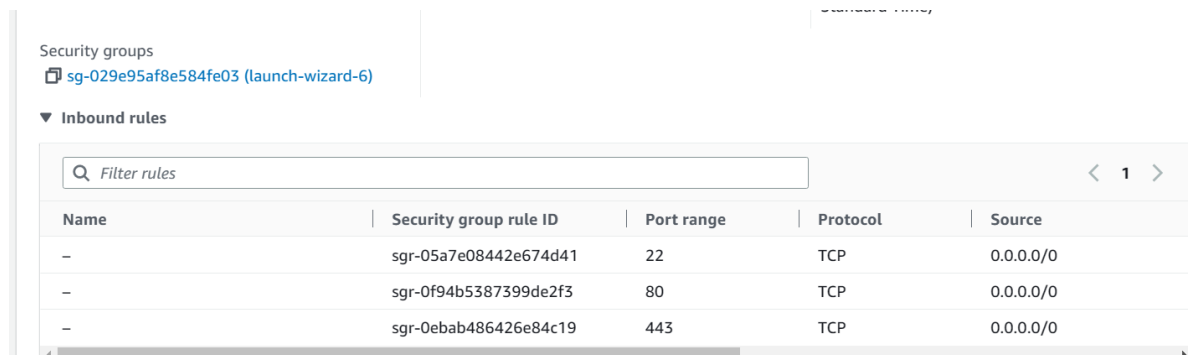 Standard Time)
Security groups
sg-029e95af8e584fe03 (launch-wizard-6)
Inbound rules
Filter rules
1
Name Security group rule ID Port range Protocol Source
– sgr-05a7e08442e674d41 22 TCP 0.0.0.0/0
– sgr-0f94b5387399de2f3 80 TCP 0.0.0.0/0
– sgr-0ebab486426e84c19 443 TCP 0.0.0.0/0